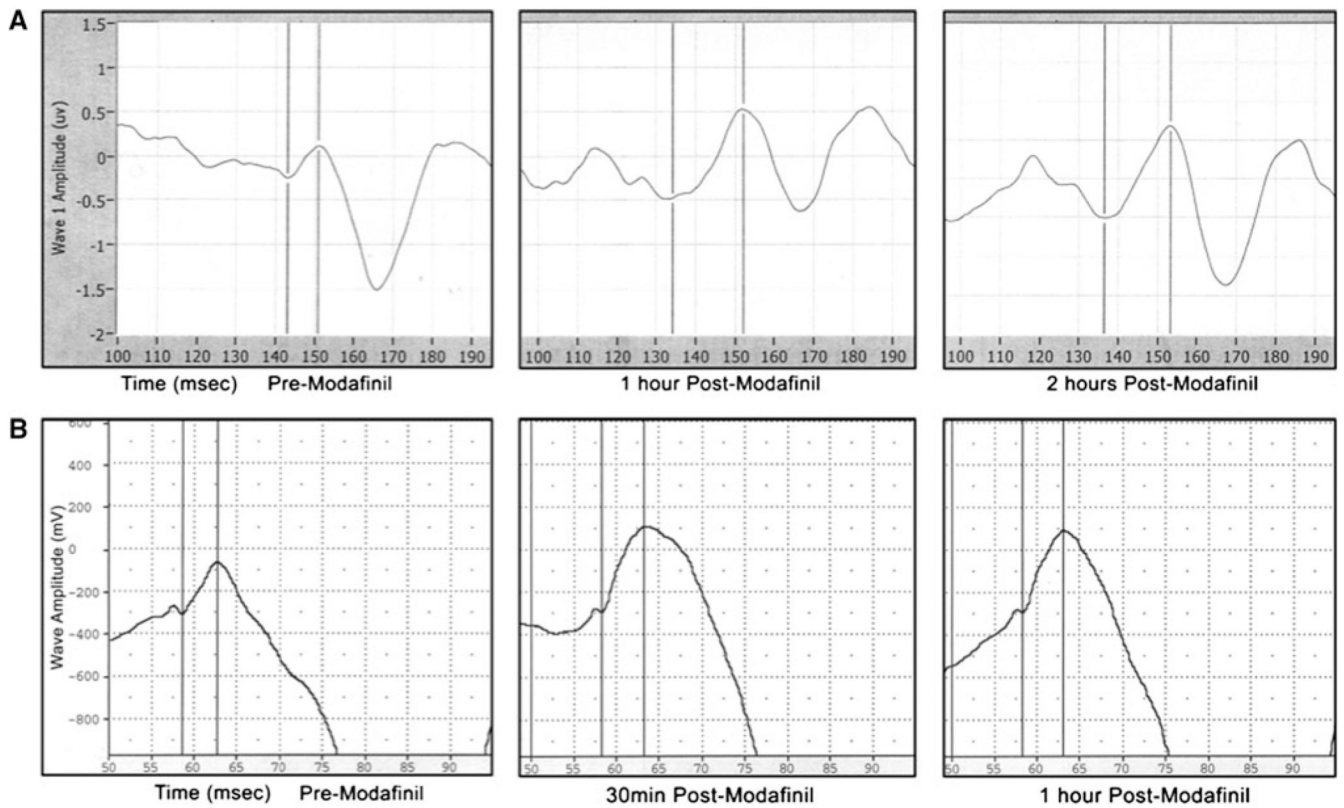 A
Wave 1 Amplitude (uv)
1.5
1
0.5
0
-0.5
-1
-1.5
-2
100 110 120 130 140 150 160 170 180 190
100 110 120 130 140 150 160 170 180 190
100 110 120 130 140 150 160 170 180 190
Time (msec) Pre-Modafinil
1 hour Post-Modafinil
2 hours Post-Modafinil
B
Wave Amplitude (mV)
600
400
200
0
-200
-400
-600
-800
50 55 60 65 70 75 80 85 90
50 55 60 65 70 75 80 85 90
50 55 60 65 70 75 80 85 90
Time (msec) Pre-Modafinil
30min Post-Modafinil
1 hour Post-Modafinil